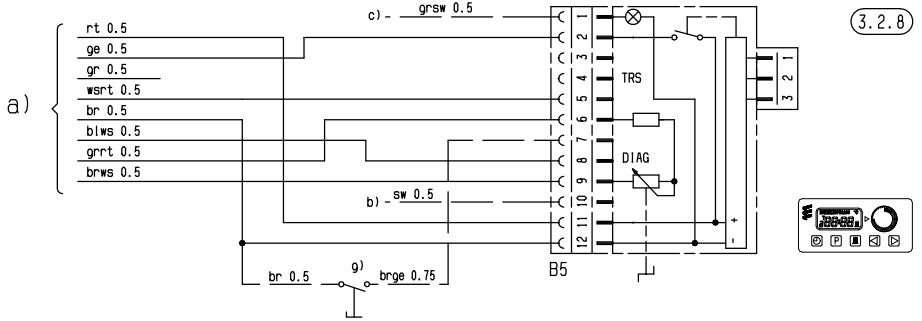 c) grsw 0.5
3.2.8
rt 0.5
ge 0.5
gr 0.5
wsrt 0.5
br 0.5
blws 0.5
grrt 0.5
brws 0.5
a)
b) sw 0.5
1
2
3
4
5
6
7
8
9
10
11
12
TRS
DIAG
+
-
1
2
3
B5
br 0.5
g)
brge 0.75
P